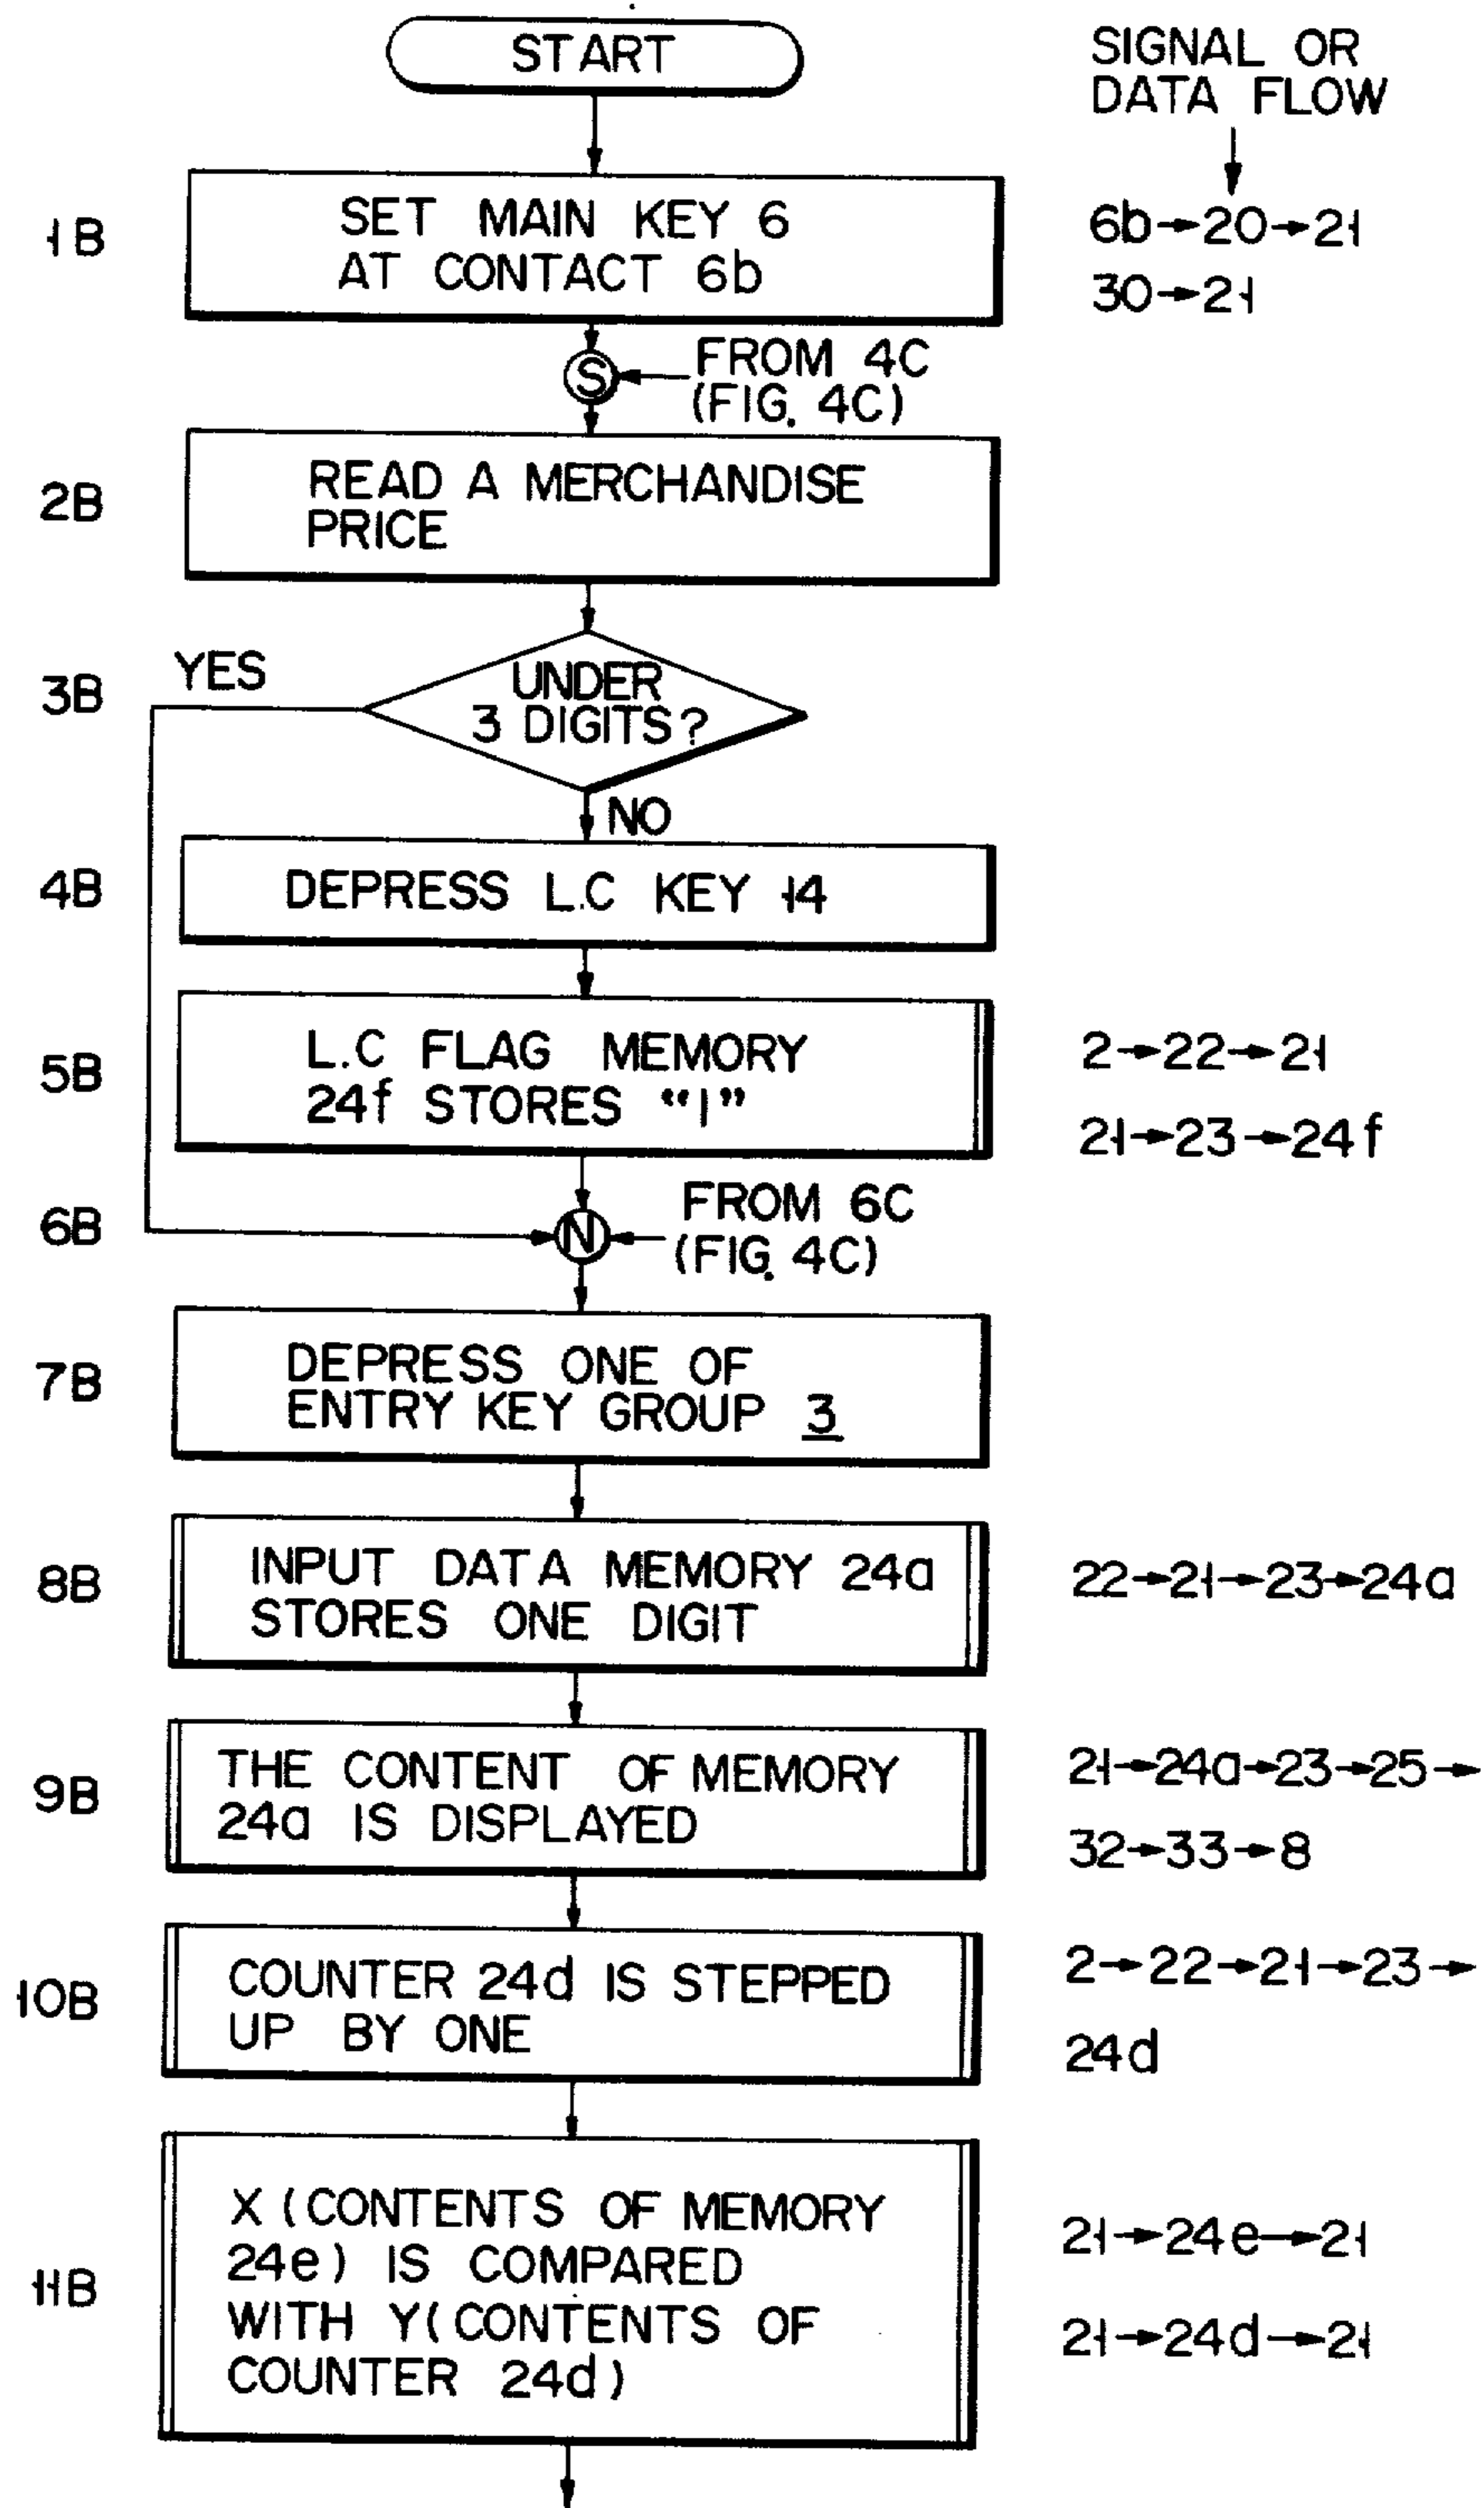 START
SIGNAL OR
DATA FLOW
1B
SET MAIN KEY 6
AT CONTACT 6b
6b→20→21
30→21
S
FROM 4C
(FIG. 4C)
2B
READ A MERCHANDISE
PRICE
3B
YES
UNDER
3 DIGITS?
NO
4B
DEPRESS L.C KEY 14
5B
L.C FLAG MEMORY
24f STORES "1"
2→22→21
21→23→24f
6B
N
FROM 6C
(FIG. 4C)
7B
DEPRESS ONE OF
ENTRY KEY GROUP 3
8B
INPUT DATA MEMORY 24a
STORES ONE DIGIT
22→21→23→24a
9B
THE CONTENT OF MEMORY
24a IS DISPLAYED
21→24a→23→25→
32→33→8
10B
COUNTER 24d IS STEPPED
UP BY ONE
2→22→21→23→
24d
11B
X (CONTENTS OF MEMORY
24e) IS COMPARED
WITH Y(CONTENTS OF
COUNTER 24d)
21→24e→21
21→24d→21